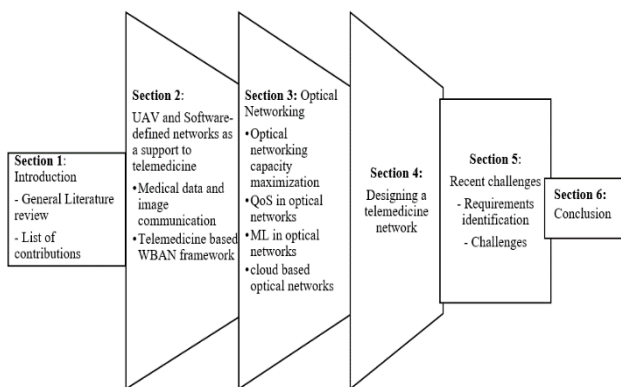 Section 1:
Introduction
- General Literature
review
- List of
contributions
Section 2:
UAV and Software-
defined networks as
a support to
telemedicine
•Medical data and
image
communication
•Telemedicine based
WBAN framework
Section 3: Optical
Networking
•Optical
networking
capacity
maximization
•QoS in optical
networks
•ML in optical
networks
•cloud based
optical networks
Section 4:
Designing a
telemedicine
network
Section 5:
Recent challenges
- Requirements
identification
- Challenges
Section 6:
Conclusion